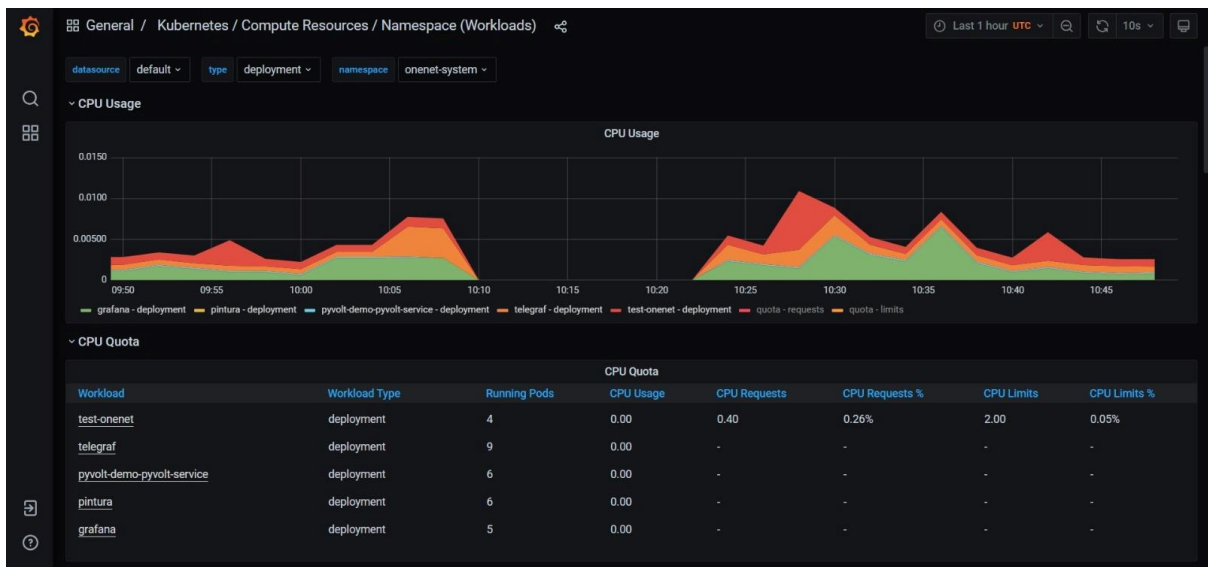 General / Kubernetes / Compute Resources / Namespace (Workloads)
Last 1 hour UTC
10s
datasource default type deployment namespace onenet-system
CPU Usage
CPU Usage
0.0150
0.0100
0.00500
0
09:50 09:55 10:00 10:05 10:10 10:15 10:20 10:25 10:30 10:35 10:40 10:45
grafana - deployment pintura - deployment pyvolt-demo-pyvolt-service - deployment telegraf - deployment test-onenet - deployment quota - requests quota - limits
CPU Quota
CPU Quota
Workload Workload Type Running Pods CPU Usage CPU Requests CPU Requests % CPU Limits CPU Limits %
test-onenet deployment 4 0.00 0.40 0.26% 2.00 0.05%
telegraf deployment 9 0.00 - - - -
pyvolt-demo-pyvolt-service deployment 6 0.00 - - - -
pintura deployment 6 0.00 - - - -
grafana deployment 5 0.00 - - - -